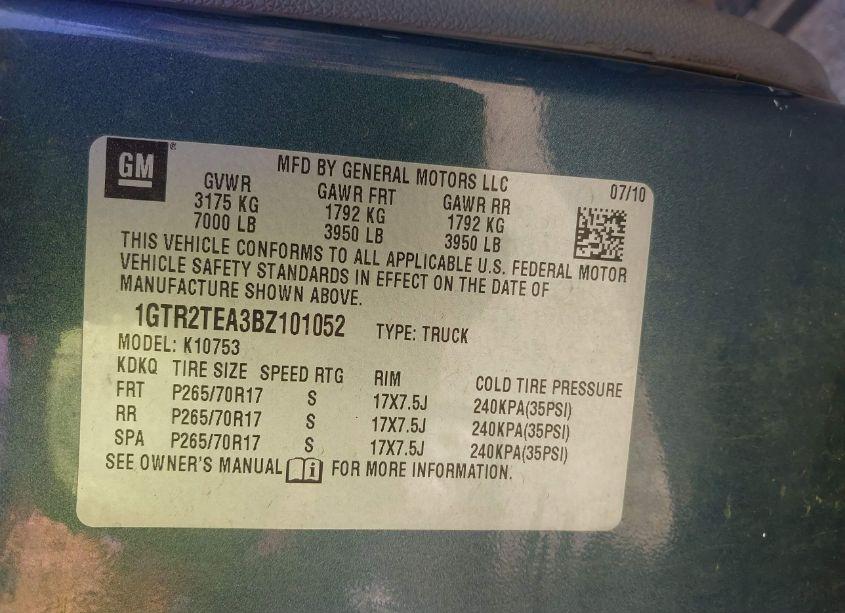 GM®
MFD BY GENERAL MOTORS LLC
07/10
GVWR GAWR FRT GAWR RR
3175 KG 1792 KG 1792 KG
7000 LB 3950 LB 3950 LB
THIS VEHICLE CONFORMS TO ALL APPLICABLE U.S. FEDERAL MOTOR
VEHICLE SAFETY STANDARDS IN EFFECT ON THE DATE OF
MANUFACTURE SHOWN ABOVE.
1GTR2TEA3BZ101052 TYPE: TRUCK
MODEL: K10753
KDKQ TIRE SIZE SPEED RTG RIM COLD TIRE PRESSURE
FRT P265/70R17 S 17X7.5J 240KPA(35PSI)
RR P265/70R17 S 17X7.5J 240KPA(35PSI)
SPA P265/70R17 S 17X7.5J 240KPA(35PSI)
SEE OWNER'S MANUAL i FOR MORE INFORMATION.